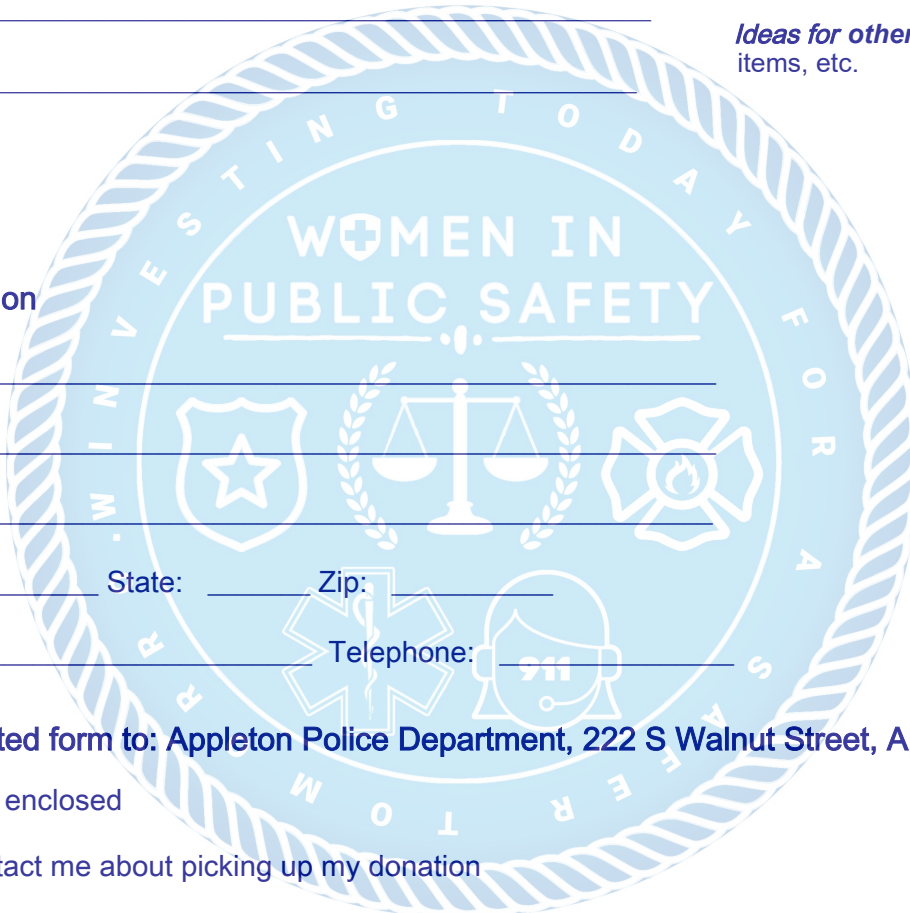 Ideas for other
items, etc.
WINVESTING TODAY FOR A SAFER TOMORROW
WOMEN IN
PUBLIC SAFETY
on
State: Zip:
911
Telephone:
ted form to: Appleton Police Department, 222 S Walnut Street, A
enclosed
tact me about picking up my donation